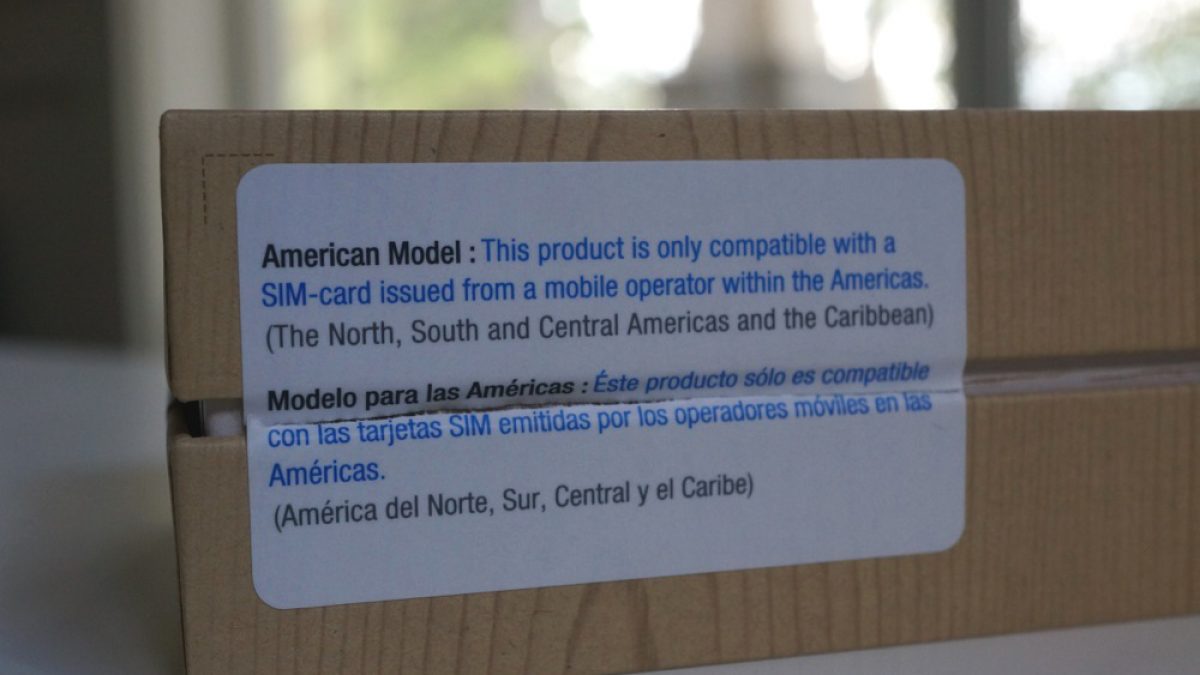 American Model : This product is only compatible with a
SIM-card issued from a mobile operator within the Americas.
(The North, South and Central Americas and the Caribbean)
Modelo para las Américas : Éste producto sólo es compatible
con las tarjetas SIM emitidas por los operadores móviles en las
Américas.
(América del Norte, Sur, Central y el Caribe)